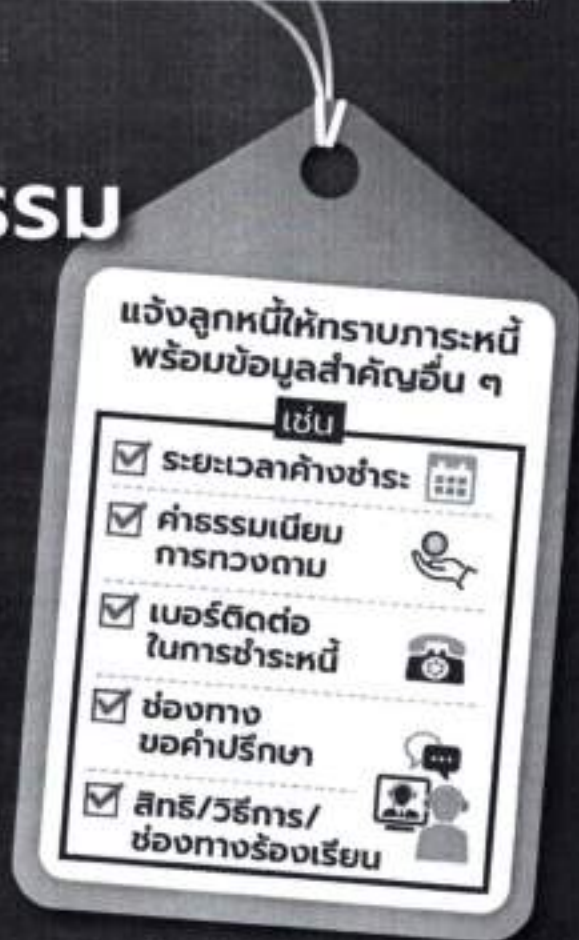 รรม
แจ้งลูกหนี้ให้ทราบภาระหนี้
พร้อมข้อมูลสำคัญอื่น ๆ
เช่น
ระยะเวลาค้างชำระ
ค่าธรรมเนียม
การทวงถาม
เบอร์ติดต่อ
ในการชำระหนี้
ช่องทาง
ขอคำปรึกษา
สิทธิ/วิธีการ/
ช่องทางร้องเรียน